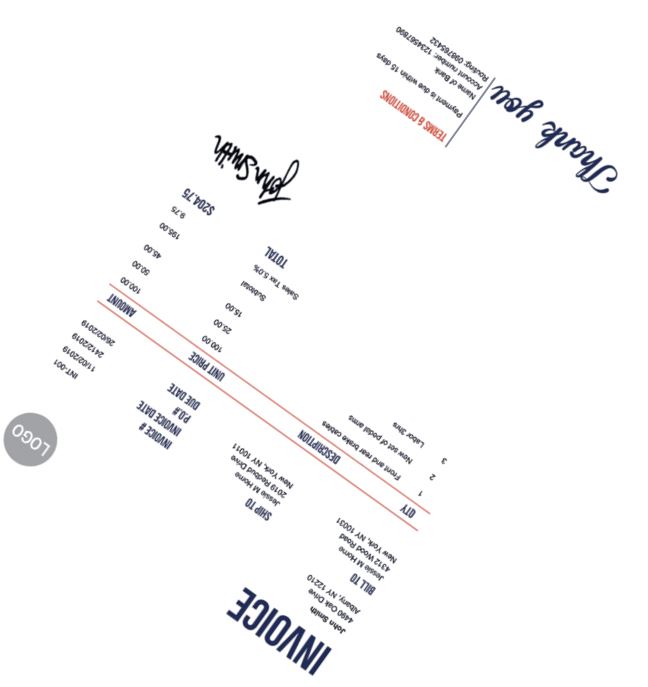 INVOICE
LOGO
John Smith
4490 Oak Drive
Albany, NY 12210
BILL TO
Jessie M Horne
4312 Wood Road
New York, NY 10031
SHIP TO
Jessie M Horne
2019 Redbud Drive
New York, NY 10011
INVOICE # INT-001
INVOICE DATE 11/02/2019
P.O.# 24/12/2019
DUE DATE 26/02/2019
QTY DESCRIPTION UNIT PRICE AMOUNT
1 Front and rear brake cables 100.00 100.00
2 New set of pedal arms 25.00 50.00
3 Labor 3hrs 15.00 45.00
Subtotal 195.00
Sales Tax 5.0% 9.75
TOTAL $204.75
John Smith
Thank you
TERMS & CONDITIONS
Payment is due within 15 days
Name of Bank
Account number: 1234567890
Routing: 098765432